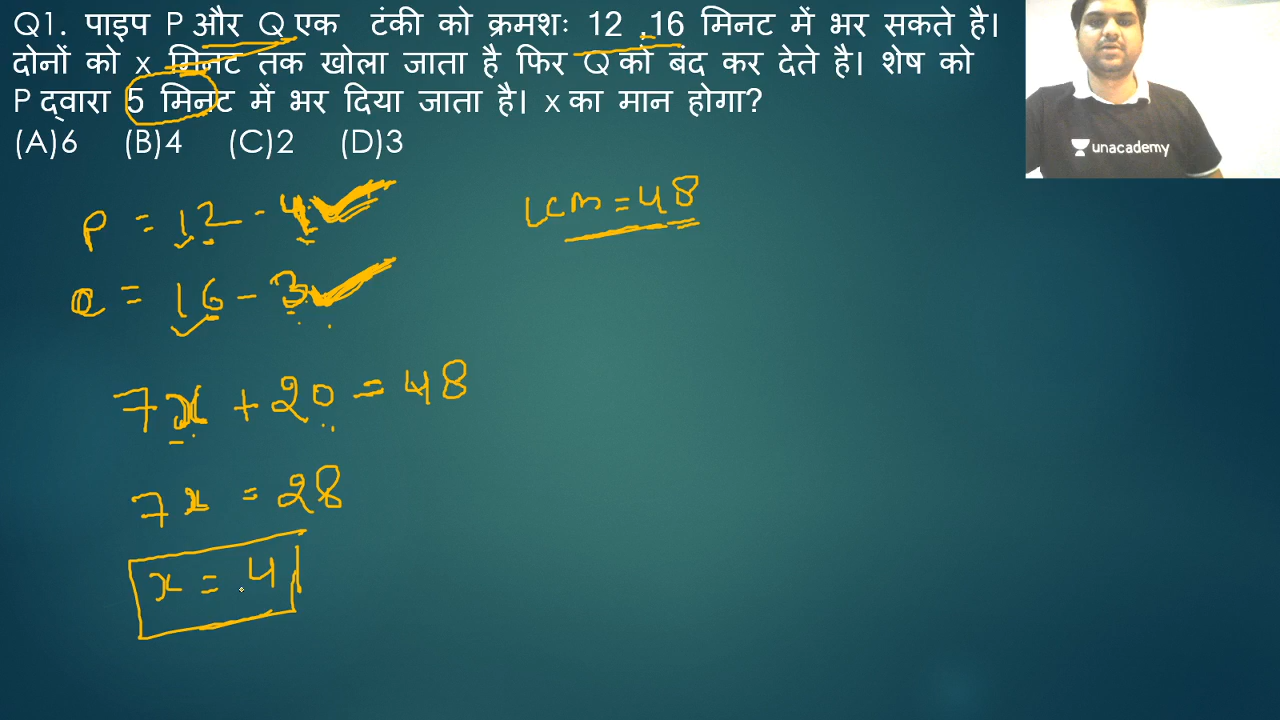 Q1. पाइप P और Q एक टंकी को क्रमशः 12 ,16 मिनट में भर सकते है।
दोनों को x मिनट तक खोला जाता है फिर Q को बंद कर देते है। शेष को
P द्वारा 5 मिनट में भर दिया जाता है। x का मान होगा?
(A)6 (B)4 (C)2 (D)3
unacademy
P = 12 - 4
LCM = 48
Q = 16 - 3
7x + 20 = 48
7x = 28
x = 4